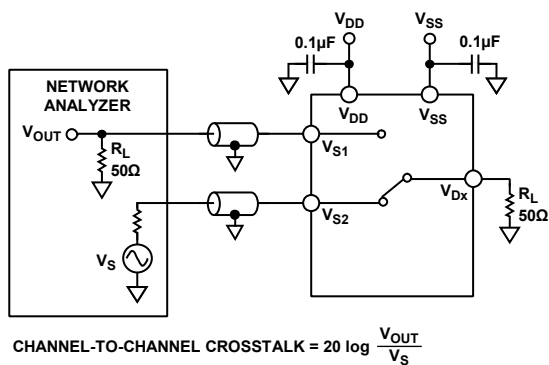 V_DD V_SS
0.1µF 0.1µF
NETWORK
ANALYZER
V_OUT
R_L
50Ω
V_DD V_SS
V_S1
V_S2
V_Dx
R_L
50Ω
V_S
CHANNEL-TO-CHANNEL CROSSTALK = 20 log V_OUT / V_S